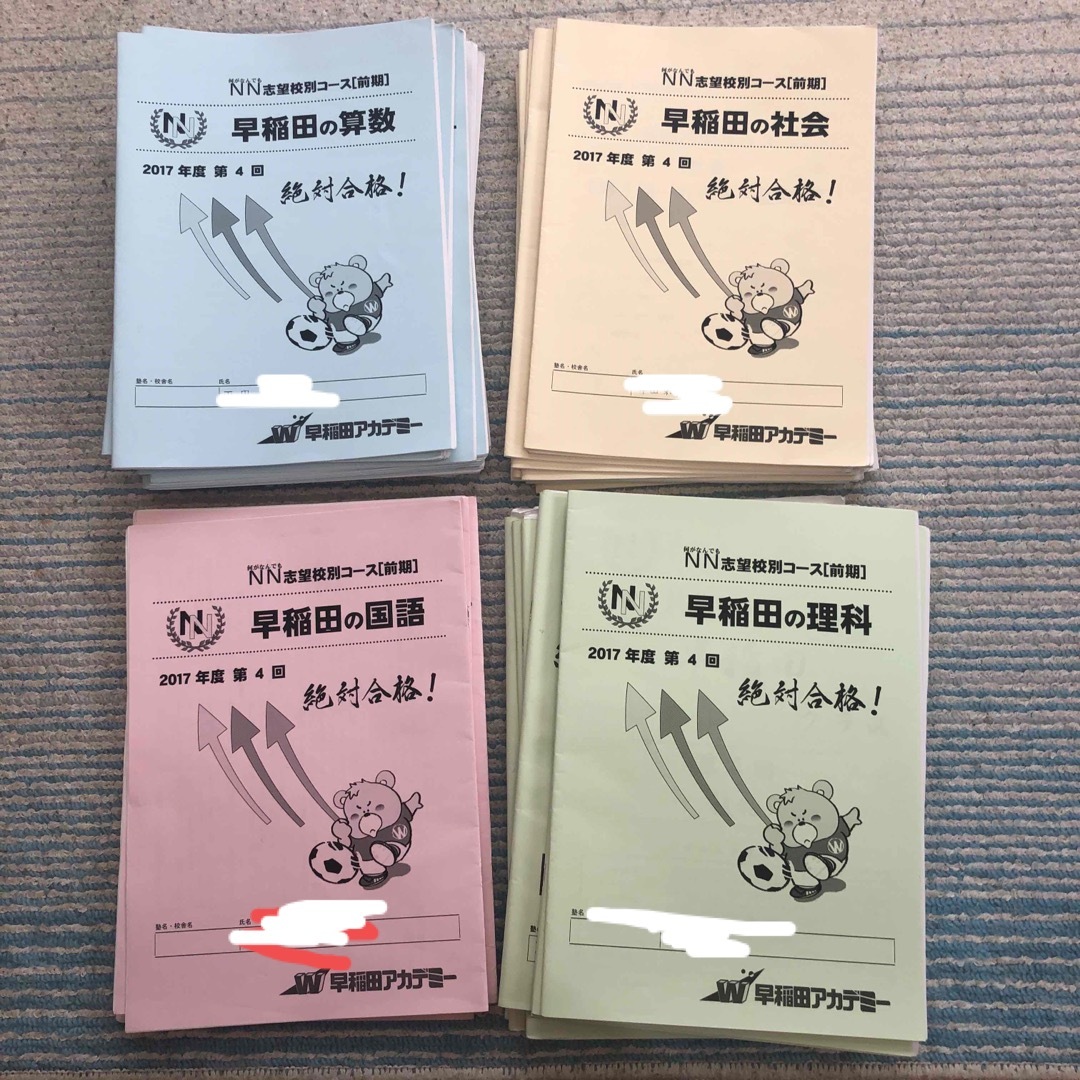 何がなんでも
NN志望校別コース[前期]
NN
早稲田の算数
2017年度 第4回
絶対合格!
W
塾名・校舎名 氏名
W早稲田アカデミー
何がなんでも
NN志望校別コース[前期]
NN
早稲田の社会
2017年度 第4回
絶対合格!
W
塾名・校舎名 氏名
W早稲田アカデミー
何がなんでも
NN志望校別コース[前期]
NN
早稲田の国語
2017年度 第4回
絶対合格!
W
塾名・校舎名 氏名
W早稲田アカデミー
何がなんでも
NN志望校別コース[前期]
NN
早稲田の理科
2017年度 第4回
絶対合格!
W
塾名
W早稲田アカデミー